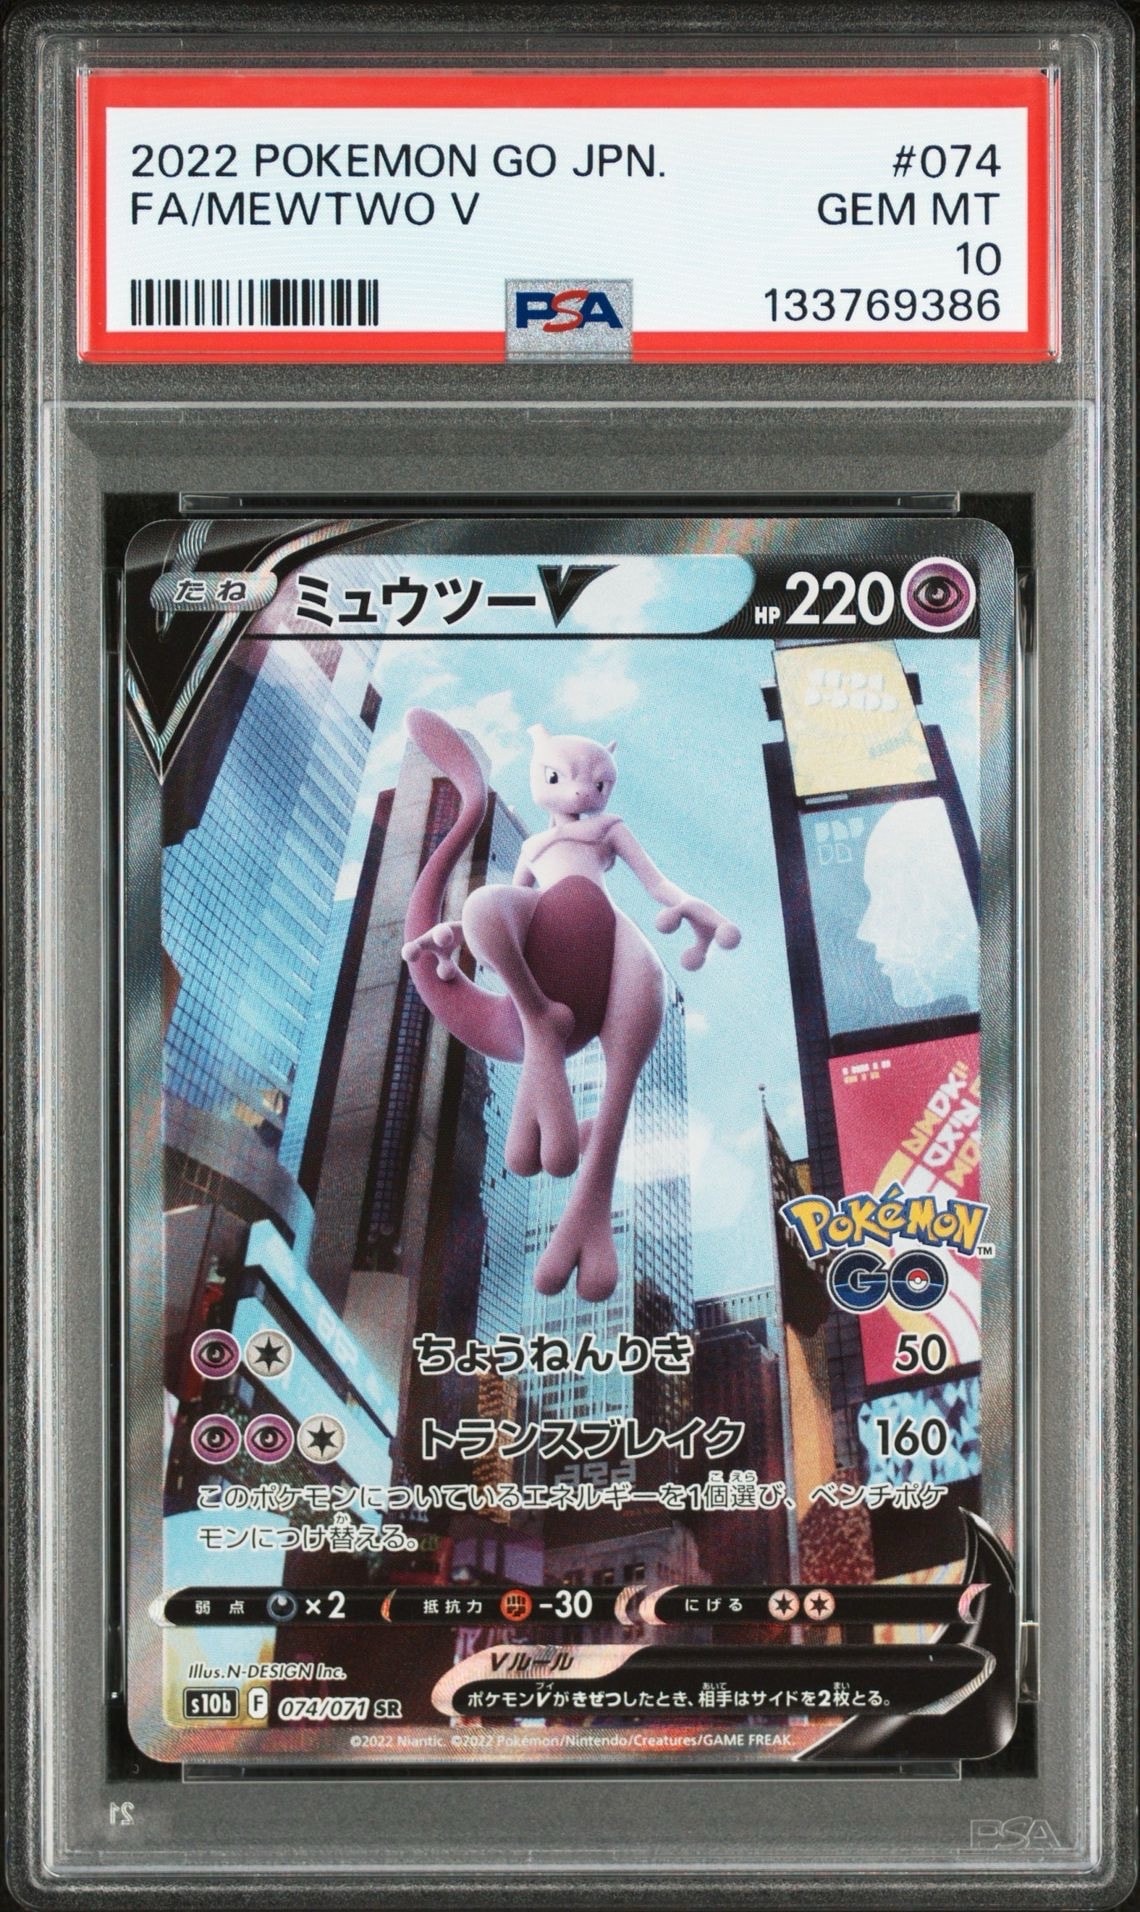 2022 POKEMON GO JPN. #074
FA/MEWTWO V GEM MT
10
PSA 133769386
たね ミュウツーV HP 220
Pokémon TM
GO
ちょうねんりき 50
トランスブレイク 160
このポケモンについているエネルギーを1個選び、ベンチポケ
モンにつけ替える。
弱点 ×2 抵抗力 -30 にげる
Illus. N-DESIGN Inc.
Vルール
ポケモンVがきぜつしたとき、相手はサイドを2枚とる。
s10b F 074/071 SR
©2022 Niantic. ©2022 Pokémon/Nintendo/Creatures/GAME FREAK.
PSA